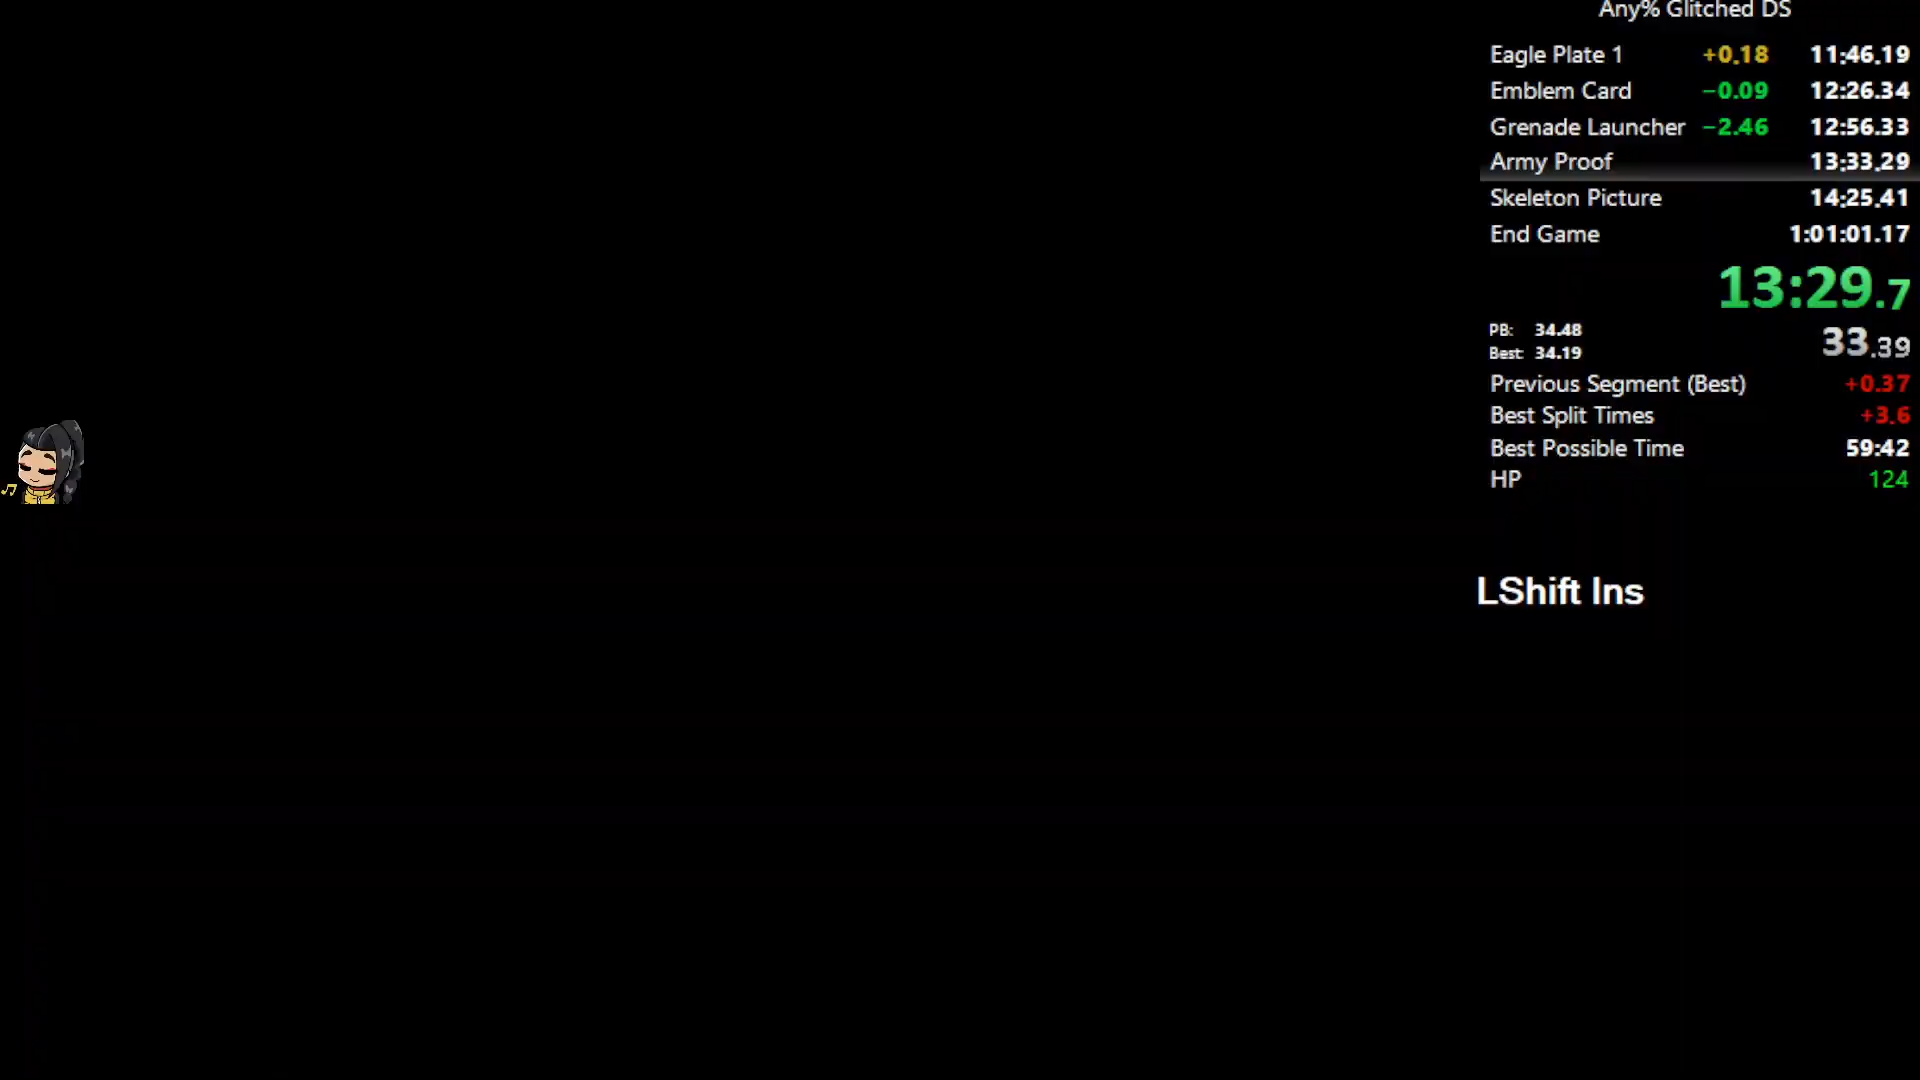 Any% Glitched DS
Eagle Plate 1 +0.18 11:46.19
Emblem Card −0.09 12:26.34
Grenade Launcher −2.46 12:56.33
Army Proof 13:33.29
Skeleton Picture 14:25.41
End Game 1:01:01.17
13:29.7
PB: 34.48
33.39
Best: 34.19
Previous Segment (Best) +0.37
Best Split Times +3.6
Best Possible Time 59:42
HP 124
LShift Ins